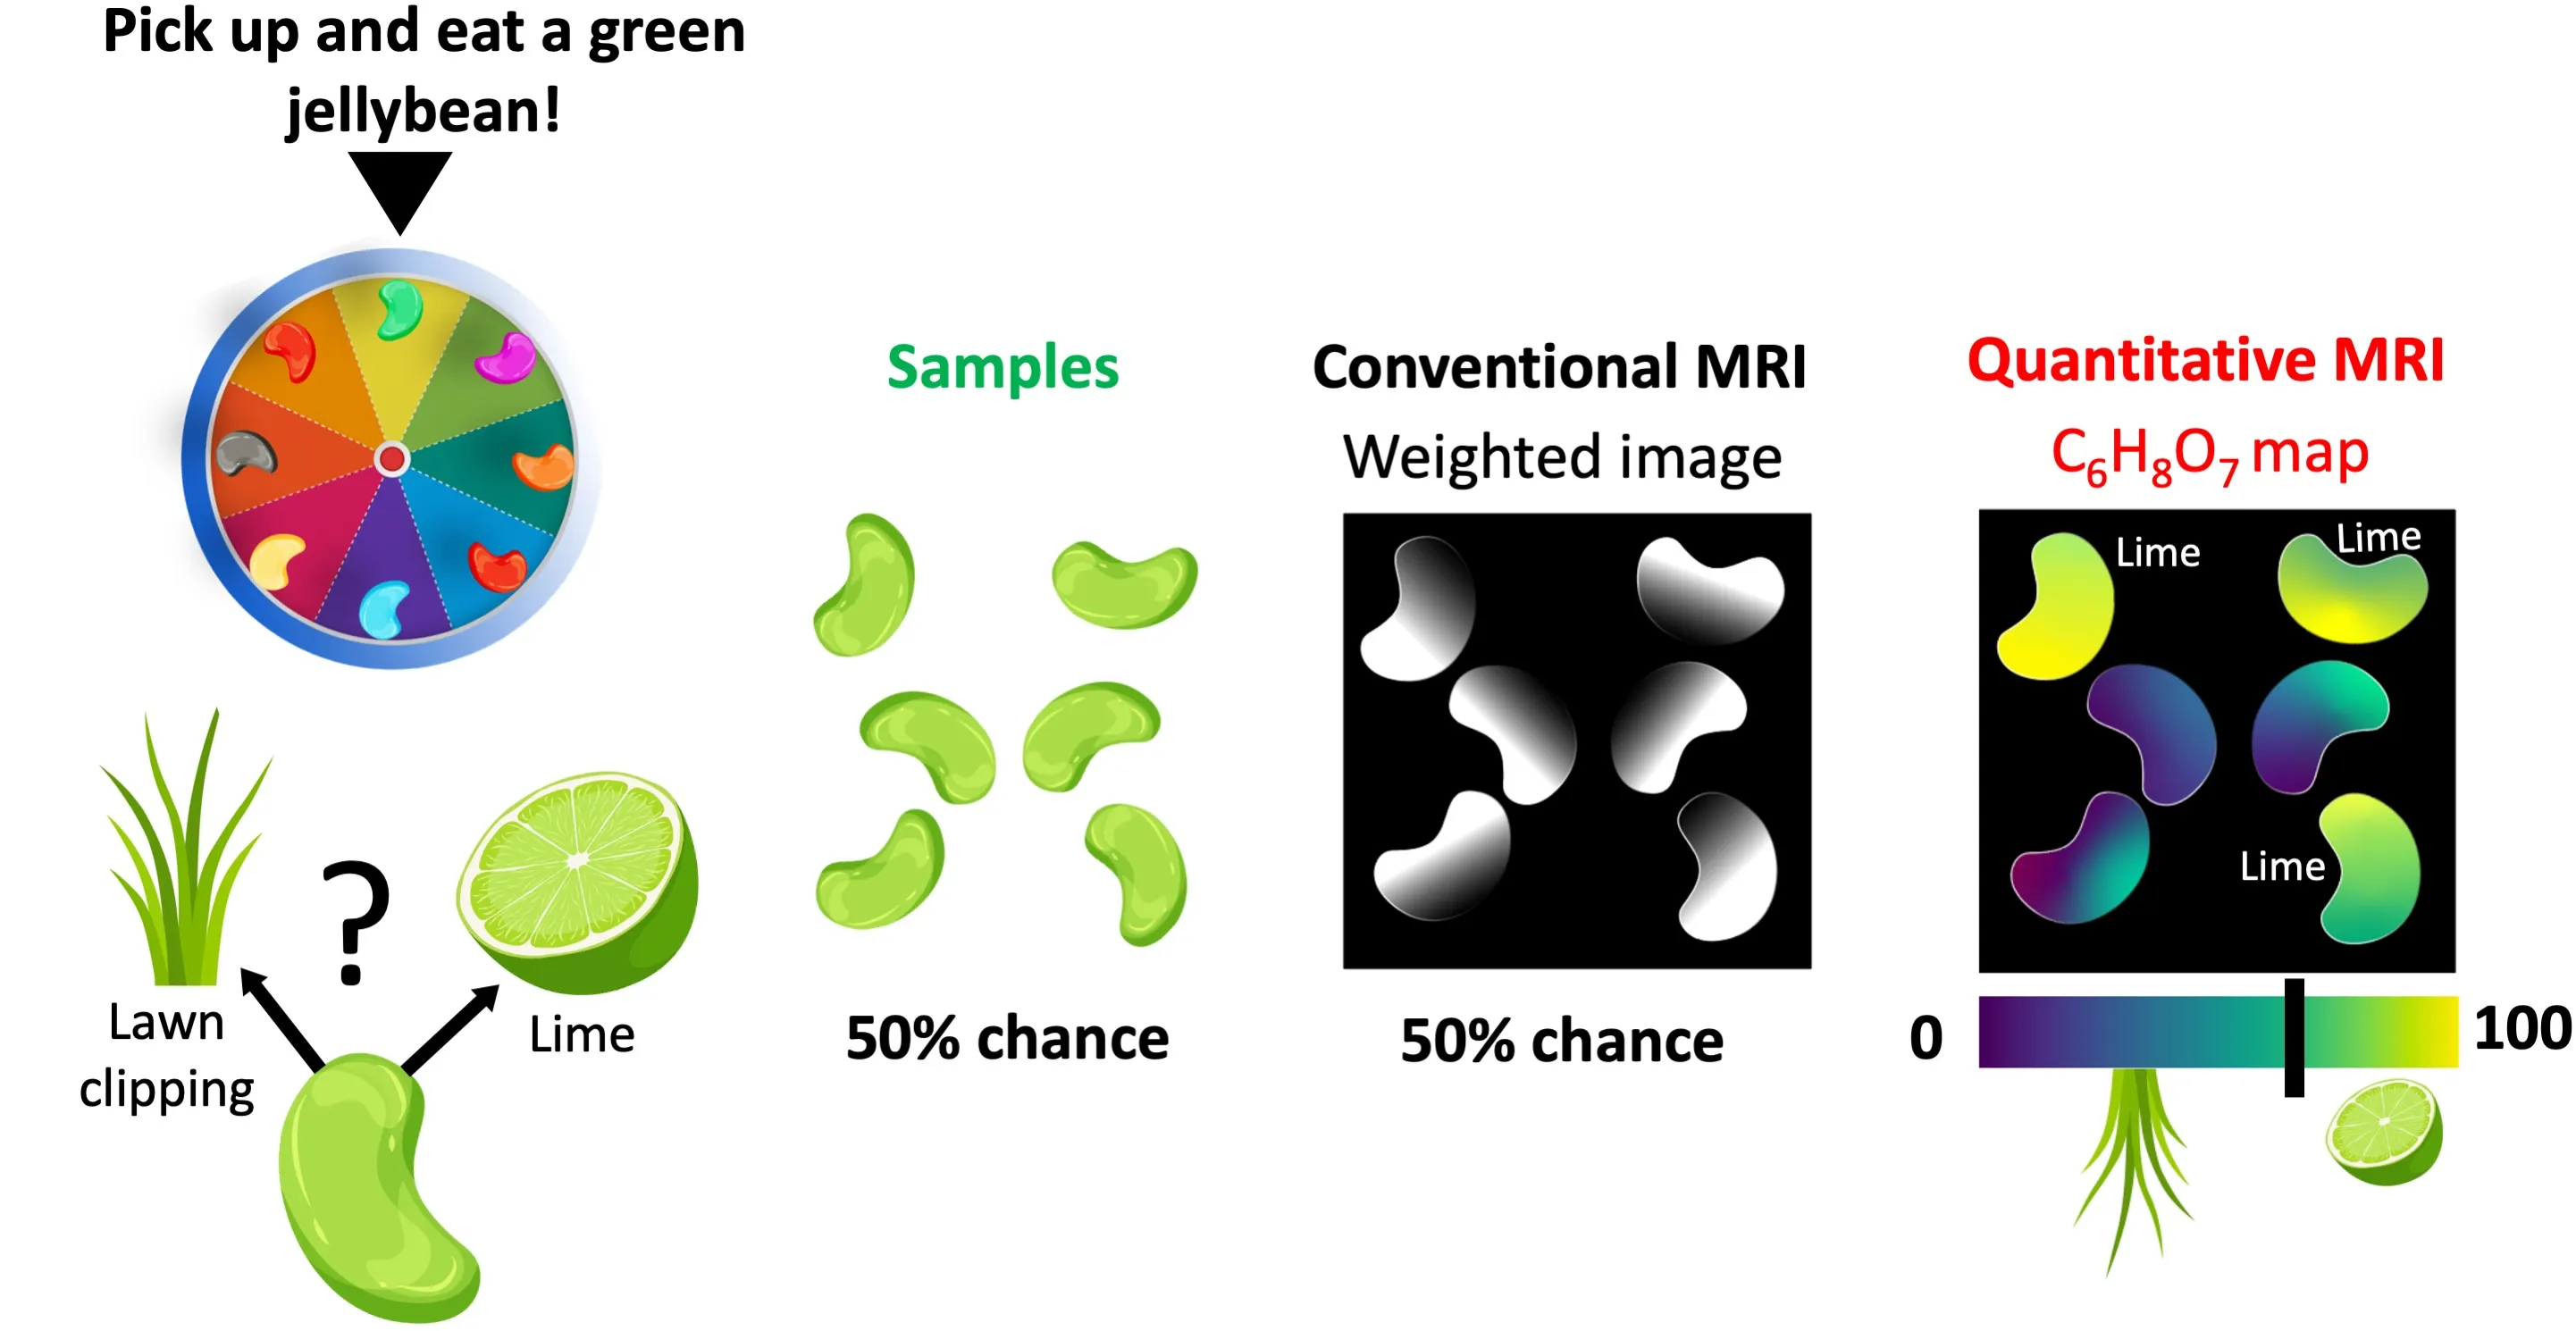 Pick up and eat a green
jellybean!
?
Lawn
clipping
Lime
Samples
50% chance
Conventional MRI
Weighted image
50% chance
Quantitative MRI
C₆H₈O₇ map
Lime
Lime
Lime
0
100